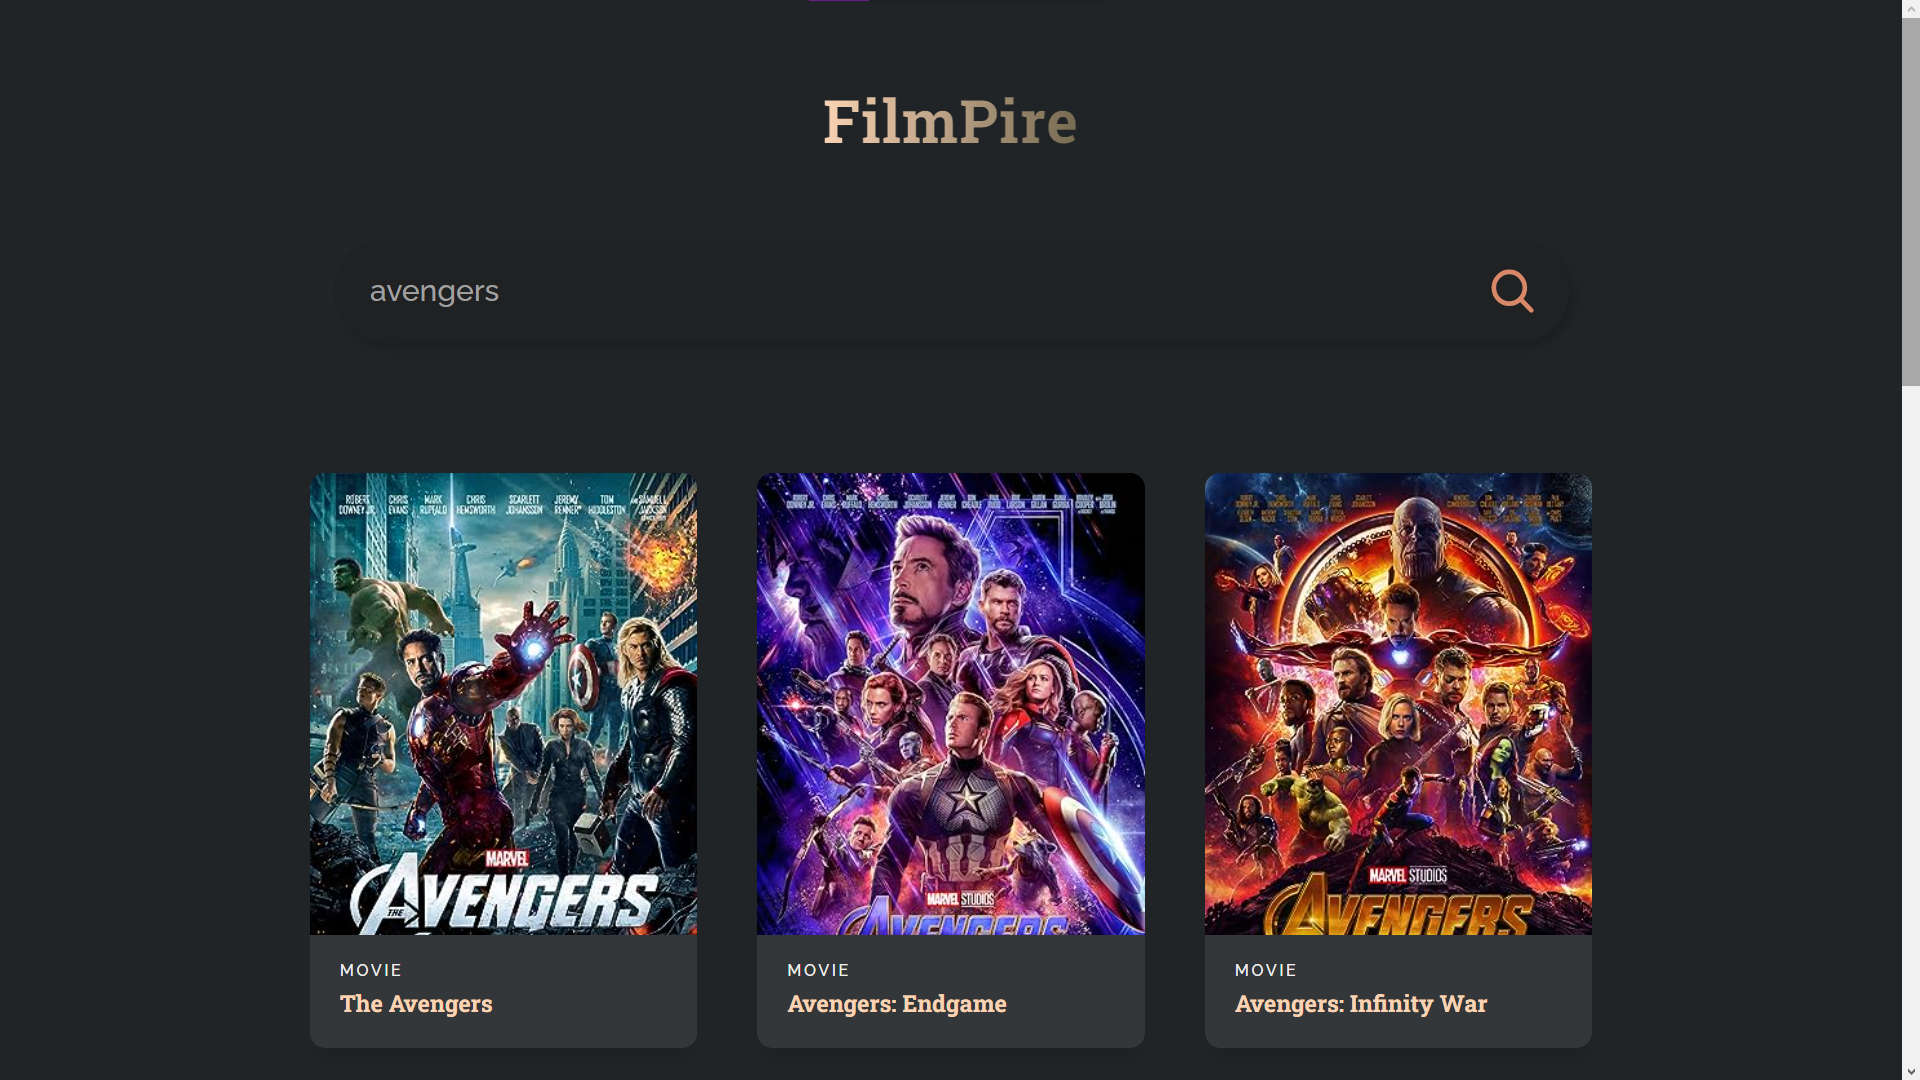 FilmPire
avengers
ROBERT DOWNEY JR. CHRIS EVANS MARK RUFFALO CHRIS HEMSWORTH SCARLETT JOHANSSON JEREMY RENNER TOM HIDDLESTON AND SAMUEL L. JACKSON
MARVEL
THE AVENGERS
MARVEL STUDIOS
AVENGERS
MARVEL STUDIOS
AVENGERS
MOVIE
The Avengers
MOVIE
Avengers: Endgame
MOVIE
Avengers: Infinity War